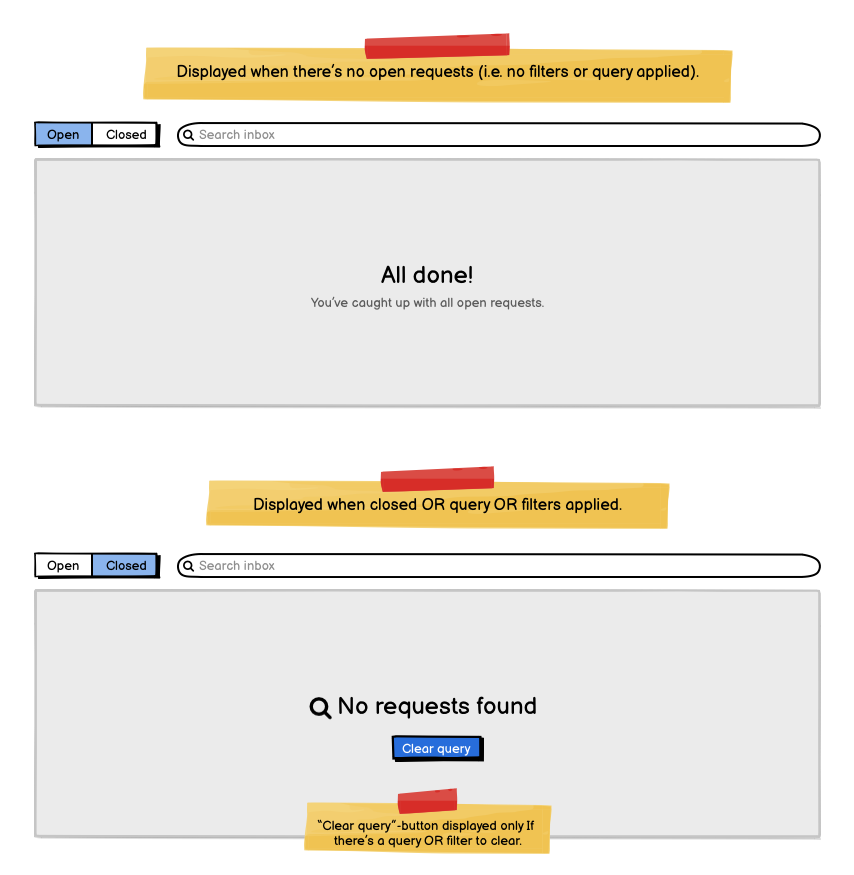 Displayed when there's no open requests (i.e. no filters or query applied).
Open Closed Search inbox
All done!
You've caught up with all open requests.
Displayed when closed OR query OR filters applied.
Open Closed Search inbox
No requests found
Clear query
“Clear query”-button displayed only If
there's a query OR filter to clear.